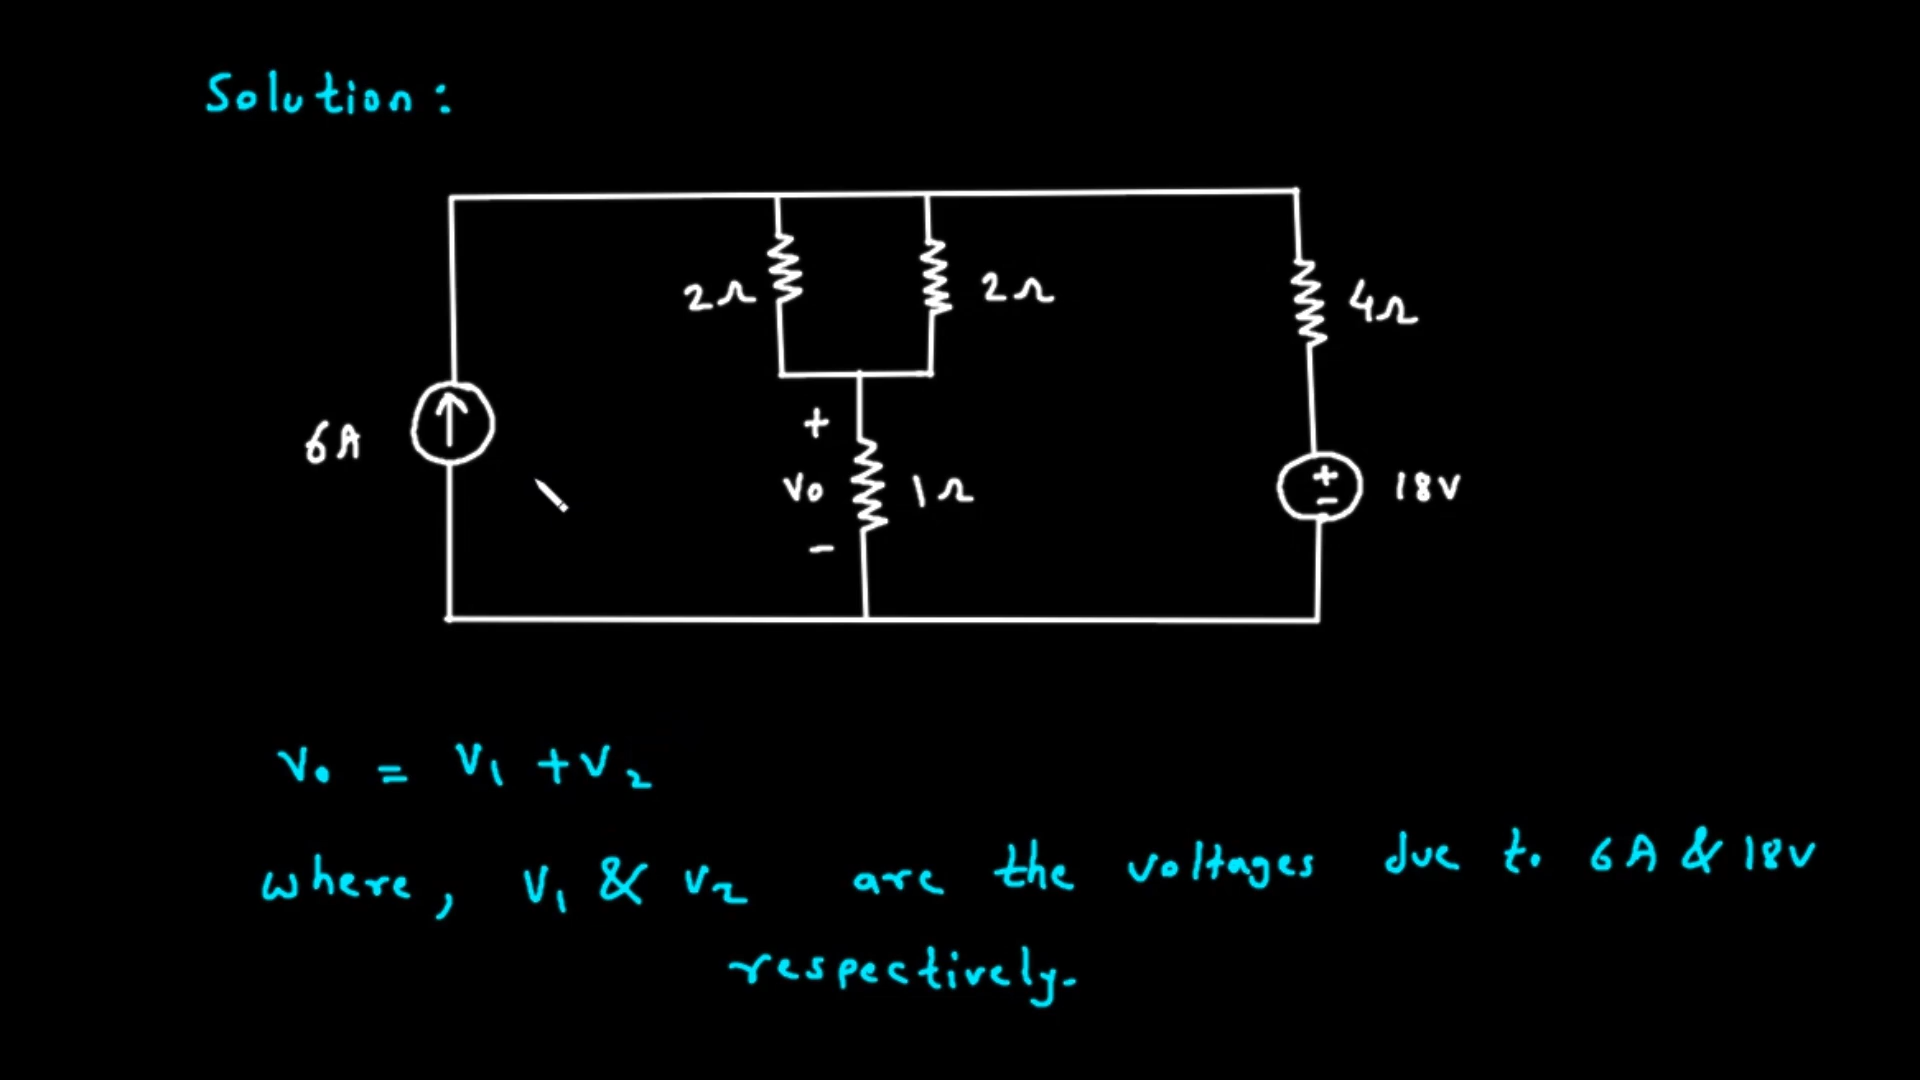 Solution:
2Ω
2Ω
4Ω
6A
+
Vo
-
1Ω
+
-
18V
Vo = V1 + V2
where, V1 & V2 are the voltages due to 6A & 18V
respectively.